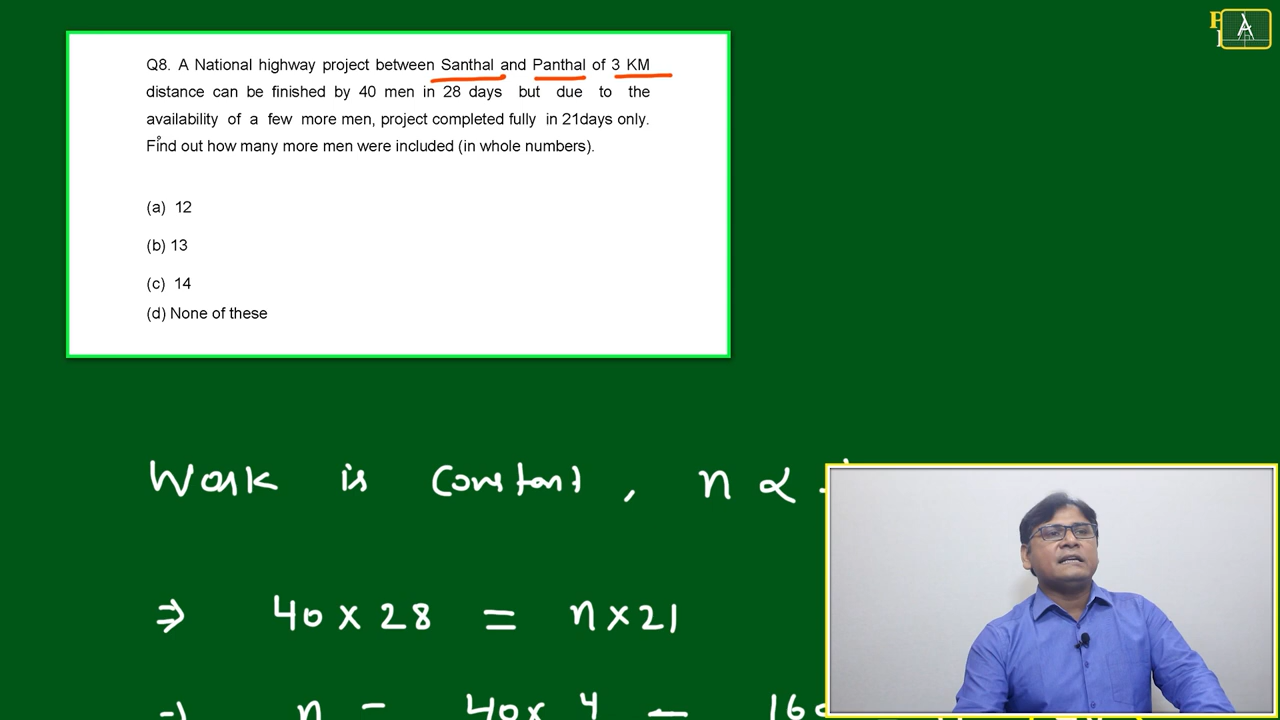 Q8. A National highway project between Santhal and Panthal of 3 KM
distance can be finished by 40 men in 28 days but due to the
availability of a few more men, project completed fully in 21days only.
Find out how many more men were included (in whole numbers).
(a) 12
(b) 13
(c) 14
(d) None of these
Work is constant, n α
⇒ 40 × 28 = n × 21
⇒ n = 40 × 4 =